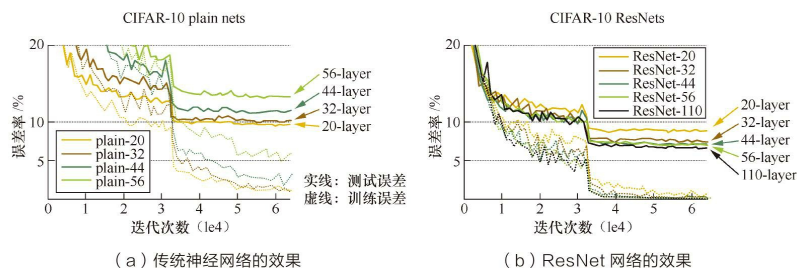 CIFAR-10 plain nets
20
10
5
误差率 /%
plain-20
plain-32
plain-44
plain-56
实线：测试误差
虚线：训练误差
56-layer
44-layer
32-layer
20-layer
0 1 2 3 4 5 6
迭代次数（le4）
（a）传统神经网络的效果
CIFAR-10 ResNets
20
10
5
误差率 /%
ResNet-20
ResNet-32
ResNet-44
ResNet-56
ResNet-110
20-layer
32-layer
44-layer
56-layer
110-layer
0 1 2 3 4 5 6
迭代次数（le4）
（b）ResNet 网络的效果